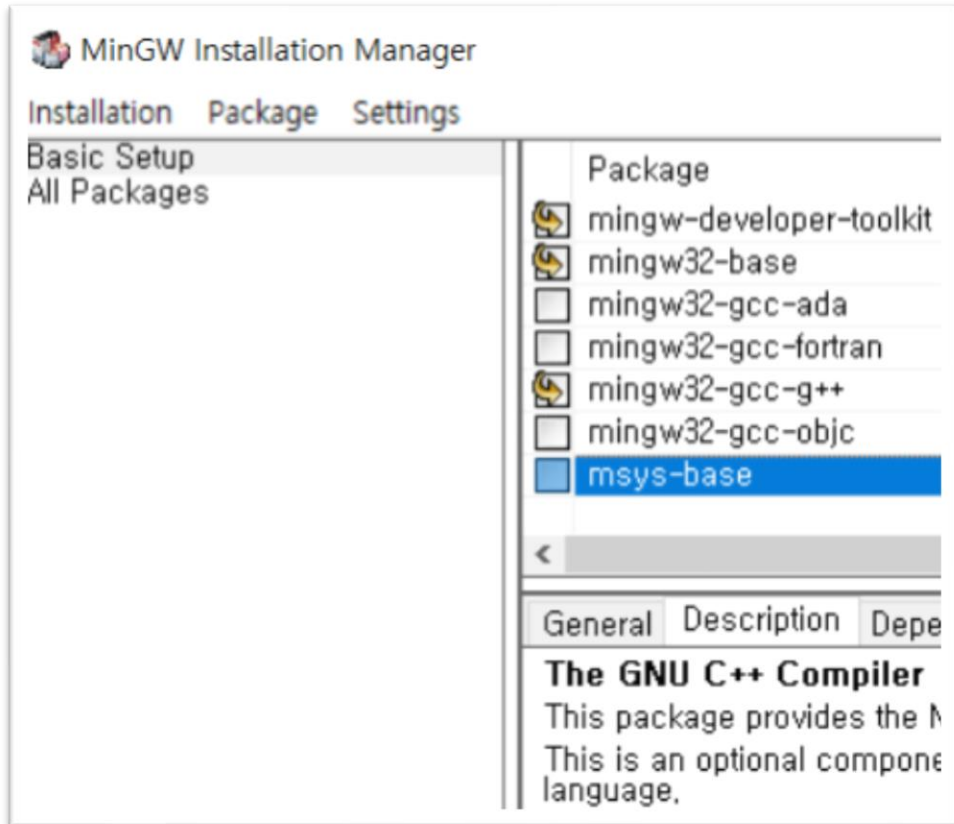 MinGW Installation Manager
Installation Package Settings
Basic Setup
All Packages
Package
mingw-developer-toolkit
mingw32-base
mingw32-gcc-ada
mingw32-gcc-fortran
mingw32-gcc-g++
mingw32-gcc-objc
msys-base
General Description Depe
The GNU C++ Compiler
This package provides the
This is an optional compone
language,